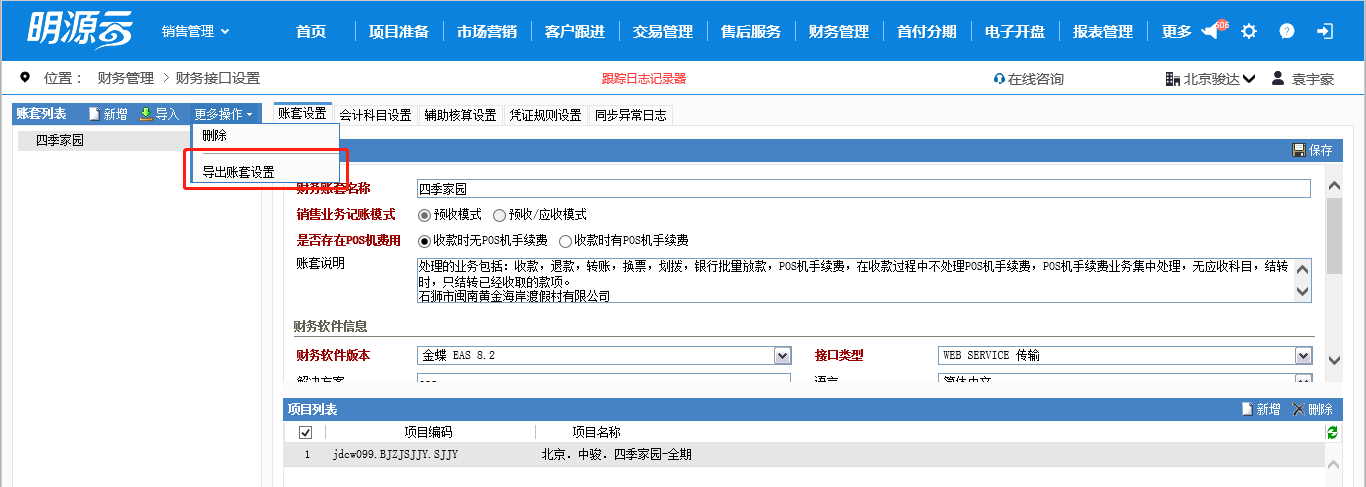 明源云 销售管理 首页 项目准备 市场营销 客户跟进 交易管理 售后服务 财务管理 首付分期 电子开盘 报表管理 更多 606
位置： 财务管理 > 财务接口设置 跟踪日志记录器 在线咨询 北京骏达 袁宇豪
账套列表 新增 导入 更多操作 账套设置 会计科目设置 辅助核算设置 凭证规则设置 同步异常日志
四季家园 删除
保存
导出账套设置
财务账套名称 四季家园
销售业务记账模式 预收模式 预收/应收模式
是否存在POS机费用 收款时无POS机手续费 收款时有POS机手续费
账套说明 处理的业务包括：收款，退款，转账，换票，划拨，银行批量放款，POS机手续费，在收款过程中不处理POS机手续费，POS机手续费业务集中处理，无应收科目，结转
时，只结转已经收取的款项。
石狮市闽南黄金海岸渡假村有限公司
财务软件信息
财务软件版本 金蝶 EAS 8.2 接口类型 WEB SERVICE 传输
解决方案 语言 简体中文
项目列表 新增 删除
项目编码 项目名称
1 jdcw099.BJZJSJJY.SJJY 北京．中骏．四季家园-全期